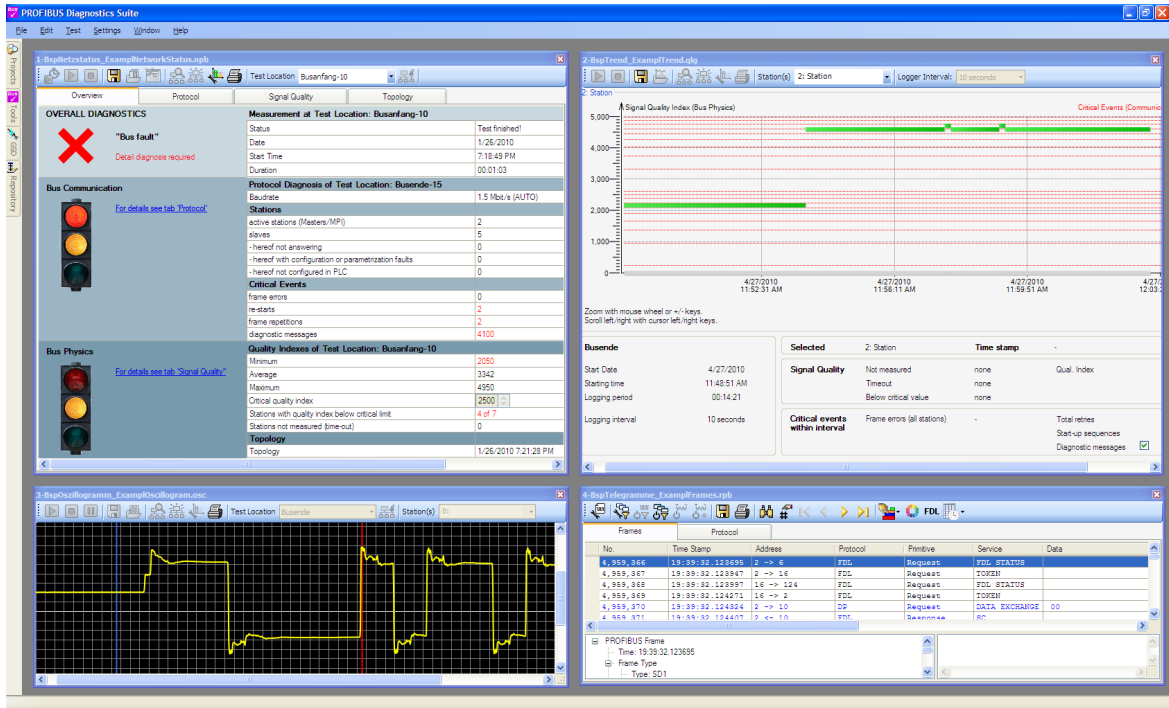 PROFIBUS Diagnostics Suite
File Edit Test Settings Window Help
Projects
Tools
GSD
Repository
1-BspNetzstatus_ExamplNetworkStatus.npb
Test Location Busanfang-10
Overview Protocol Signal Quality Topology
OVERALL DIAGNOSTICS
"Bus fault"
Detail diagnosis required
Bus Communication
For details see tab 'Protocol'
Bus Physics
For details see tab 'Signal Quality'
Measurement at Test Location: Busanfang-10
Status Test finished!
Date 1/26/2010
Start Time 7:18:49 PM
Duration 00:01:03
Protocol Diagnosis of Test Location: Busende-15
Baudrate 1.5 Mbit/s (AUTO)
Stations
active stations (Masters/MPI) 2
slaves 5
- hereof not answering 0
- hereof with configuration or parametrization faults 0
- hereof not configured in PLC 0
Critical Events
frame errors 0
re-starts 2
frame repetitions 2
diagnostic messages 4100
Quality Indexes of Test Location: Busanfang-10
Minimum 2050
Average 3342
Maximum 4950
Critical quality index 2500
Stations with quality index below critical limit 4 of 7
Stations not measured (time-out) 0
Topology
Topology 1/26/2010 7:21:28 PM
2-BspTrend_ExamplTrend.qlg
Station(s) 2: Station Logger Interval: 10 seconds
2: Station
Signal Quality Index (Bus Physics) Critical Events (Communic
5,000
4,000
3,000
2,000
1,000
0
4/27/2010 4/27/2010 4/27/2010 4/27/2
11:52:31 AM 11:56:11 AM 11:59:51 AM 12:03:
Zoom with mouse wheel or +/- keys.
Scroll left/right with cursor left/right keys.
Busende Selected 2: Station Time stamp -
Start Date 4/27/2010 Signal Quality Not measured none Qual. Index
Starting time 11:48:51 AM Timeout none
Logging period 00:14:21 Below critical value none
Logging interval 10 seconds Critical events within interval Frame errors (all stations) - Total retries
Start-up sequences
Diagnostic messages
3-BspOszillogramm_ExamplOscillogram.osc
Test Location Busende Station(s) 0:
4-BspTelegramme_ExamplFrames.rpb
FDL
Frames Protocol
No. Time Stamp Address Protocol Primitive Service Data
4,959,366 19:39:32.123695 2 -> 6 FDL Request FDL STATUS
4,959,367 19:39:32.123947 2 -> 16 FDL Request TOKEN
4,959,368 19:39:32.123997 16 -> 124 FDL Request FDL STATUS
4,959,369 19:39:32.124271 16 -> 2 FDL Request TOKEN
4,959,370 19:39:32.124324 2 -> 10 DP Request DATA EXCHANGE 00
4,959,371 19:39:32.124407 2 <- 10 FDL Response SC
PROFIBUS Frame
Time: 19:39:32.123695
Frame Type
Type: SD1